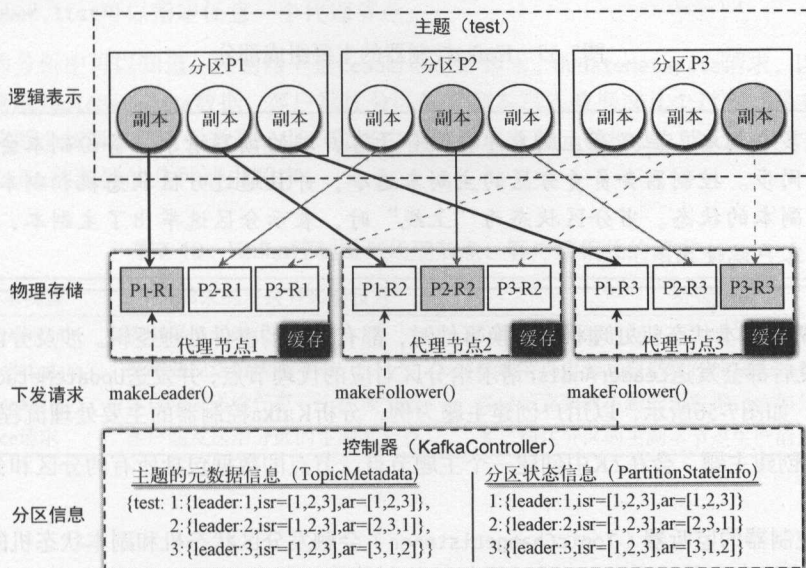 主题（test）
分区P1 分区P2 分区P3
逻辑表示
副本 副本 副本 副本 副本 副本 副本 副本 副本
物理存储
P1-R1 P2-R1 P3-R1 P1-R2 P2-R2 P3-R2 P1-R3 P2-R3 P3-R3
代理节点1 缓存 代理节点2 缓存 代理节点3 缓存
下发请求 makeLeader() makeFollower() makeFollower()
控制器（KafkaController）
主题的元数据信息（TopicMetadata） 分区状态信息（PartitionStateInfo）
分区信息
{test: 1:{leader:1,isr=[1,2,3],ar=[1,2,3]}, 1:{leader:1,isr=[1,2,3],ar=[1,2,3]}
2:{leader:2,isr=[1,2,3],ar=[2,3,1]}, 2:{leader:2,isr=[1,2,3],ar=[2,3,1]}
3:{leader:3,isr=[1,2,3],ar=[3,1,2]}} 3:{leader:3,isr=[1,2,3],ar=[3,1,2]}